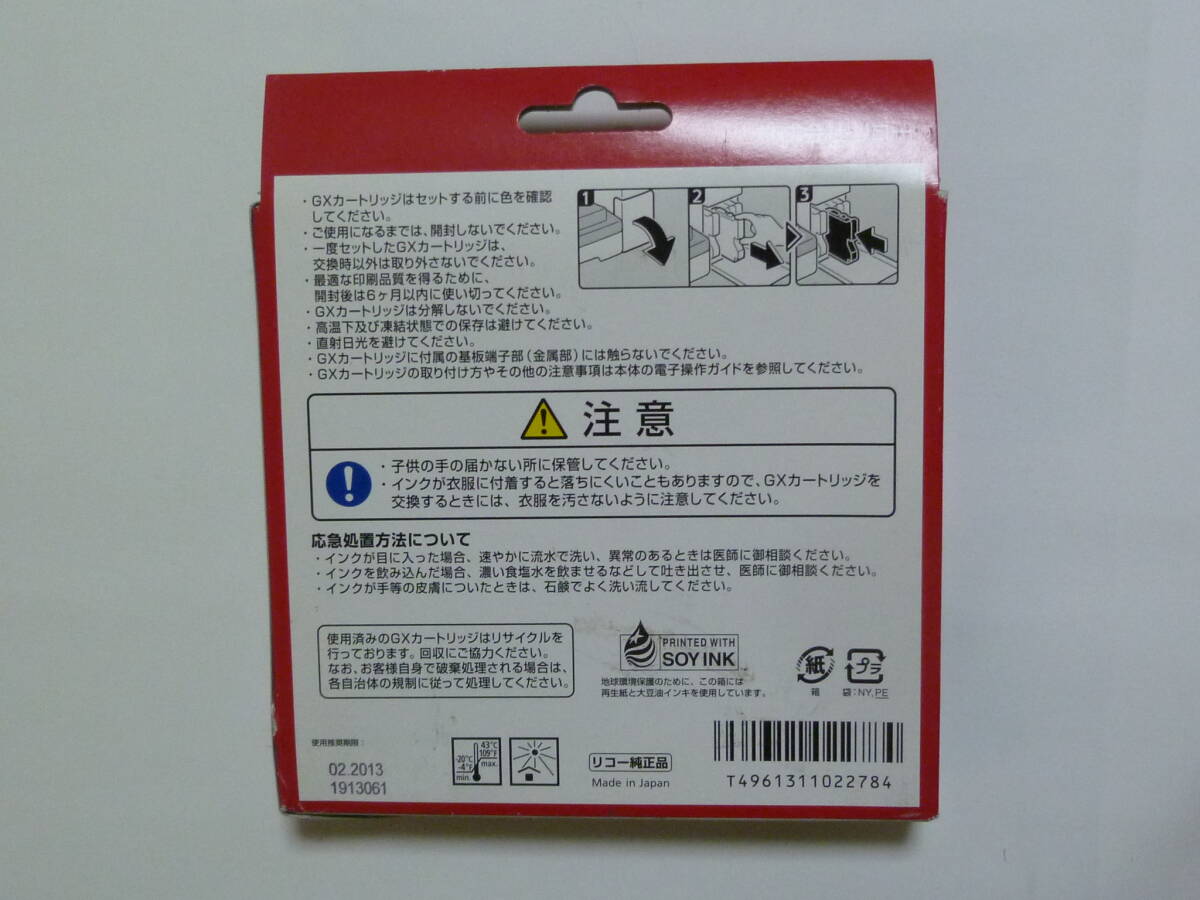 ・GXカートリッジはセットする前に色を確認
してください。
・ご使用になるまでは、開封しないでください。
・一度セットしたGXカートリッジは、
交換時以外は取り外さないでください。
・最適な印刷品質を得るために、
開封後は6ヶ月以内に使い切ってください。
・GXカートリッジは分解しないでください。
・高温下及び凍結状態での保存は避けてください。
・直射日光を避けてください。
・GXカートリッジに付属の基板端子部（金属部）には触らないでください。
・GXカートリッジの取り付け方やその他の注意事項は本体の電子操作ガイドを参照してください。
1
2
3
注意
・子供の手の届かない所に保管してください。
・インクが衣服に付着すると落ちにくいこともありますので、GXカートリッジを
交換するときには、衣服を汚さないように注意してください。
応急処置方法について
・インクが目に入った場合、速やかに流水で洗い、異常のあるときは医師に御相談ください。
・インクを飲み込んだ場合、濃い食塩水を飲ませるなどして吐き出させ、医師に御相談ください。
・インクが手等の皮膚についたときは、石鹸でよく洗い流してください。
使用済みのGXカートリッジはリサイクルを
行っております。回収にご協力ください。
なお、お客様自身で破棄処理される場合は、
各自治体の規制に従って処理してください。
PRINTED WITH
SOY INK
地球環境保護のために、この箱には
再生紙と大豆油インキを使用しています。
紙
箱
プラ
袋：NY,PE
使用推奨期限：
02.2013
1913061
43℃
109°F
max.
-20℃
-4°F
min.
リコー純正品
Made in Japan
T4961311022784